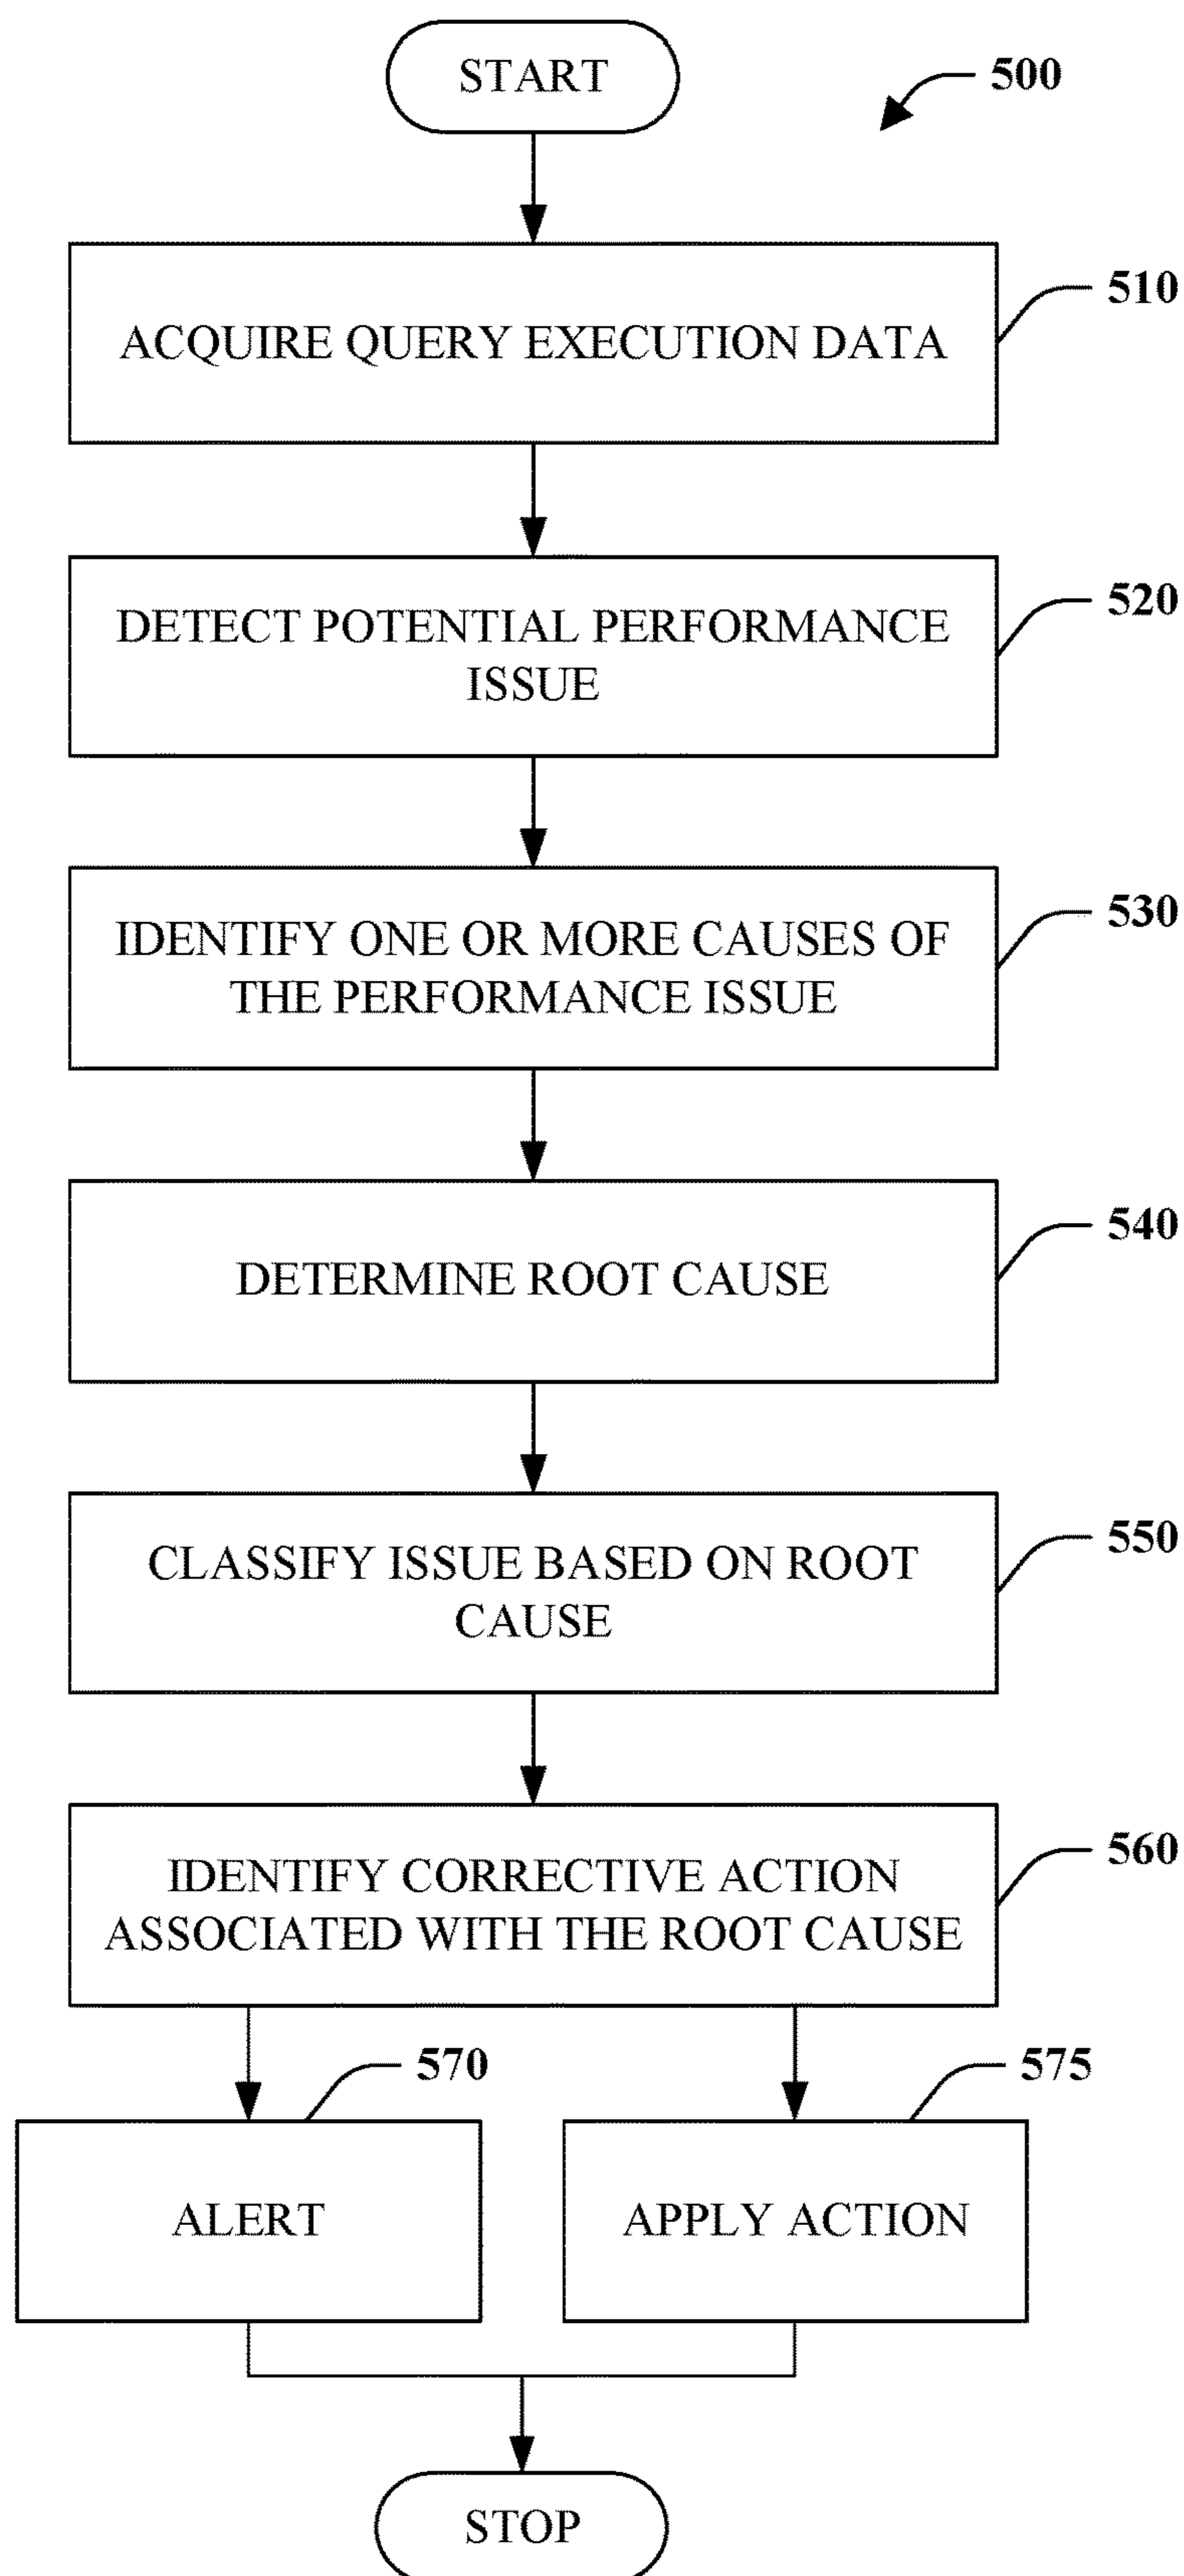 START
500
510
ACQUIRE QUERY EXECUTION DATA
520
DETECT POTENTIAL PERFORMANCE
ISSUE
530
IDENTIFY ONE OR MORE CAUSES OF
THE PERFORMANCE ISSUE
540
DETERMINE ROOT CAUSE
550
CLASSIFY ISSUE BASED ON ROOT
CAUSE
560
IDENTIFY CORRECTIVE ACTION
ASSOCIATED WITH THE ROOT CAUSE
570
575
ALERT
APPLY ACTION
STOP